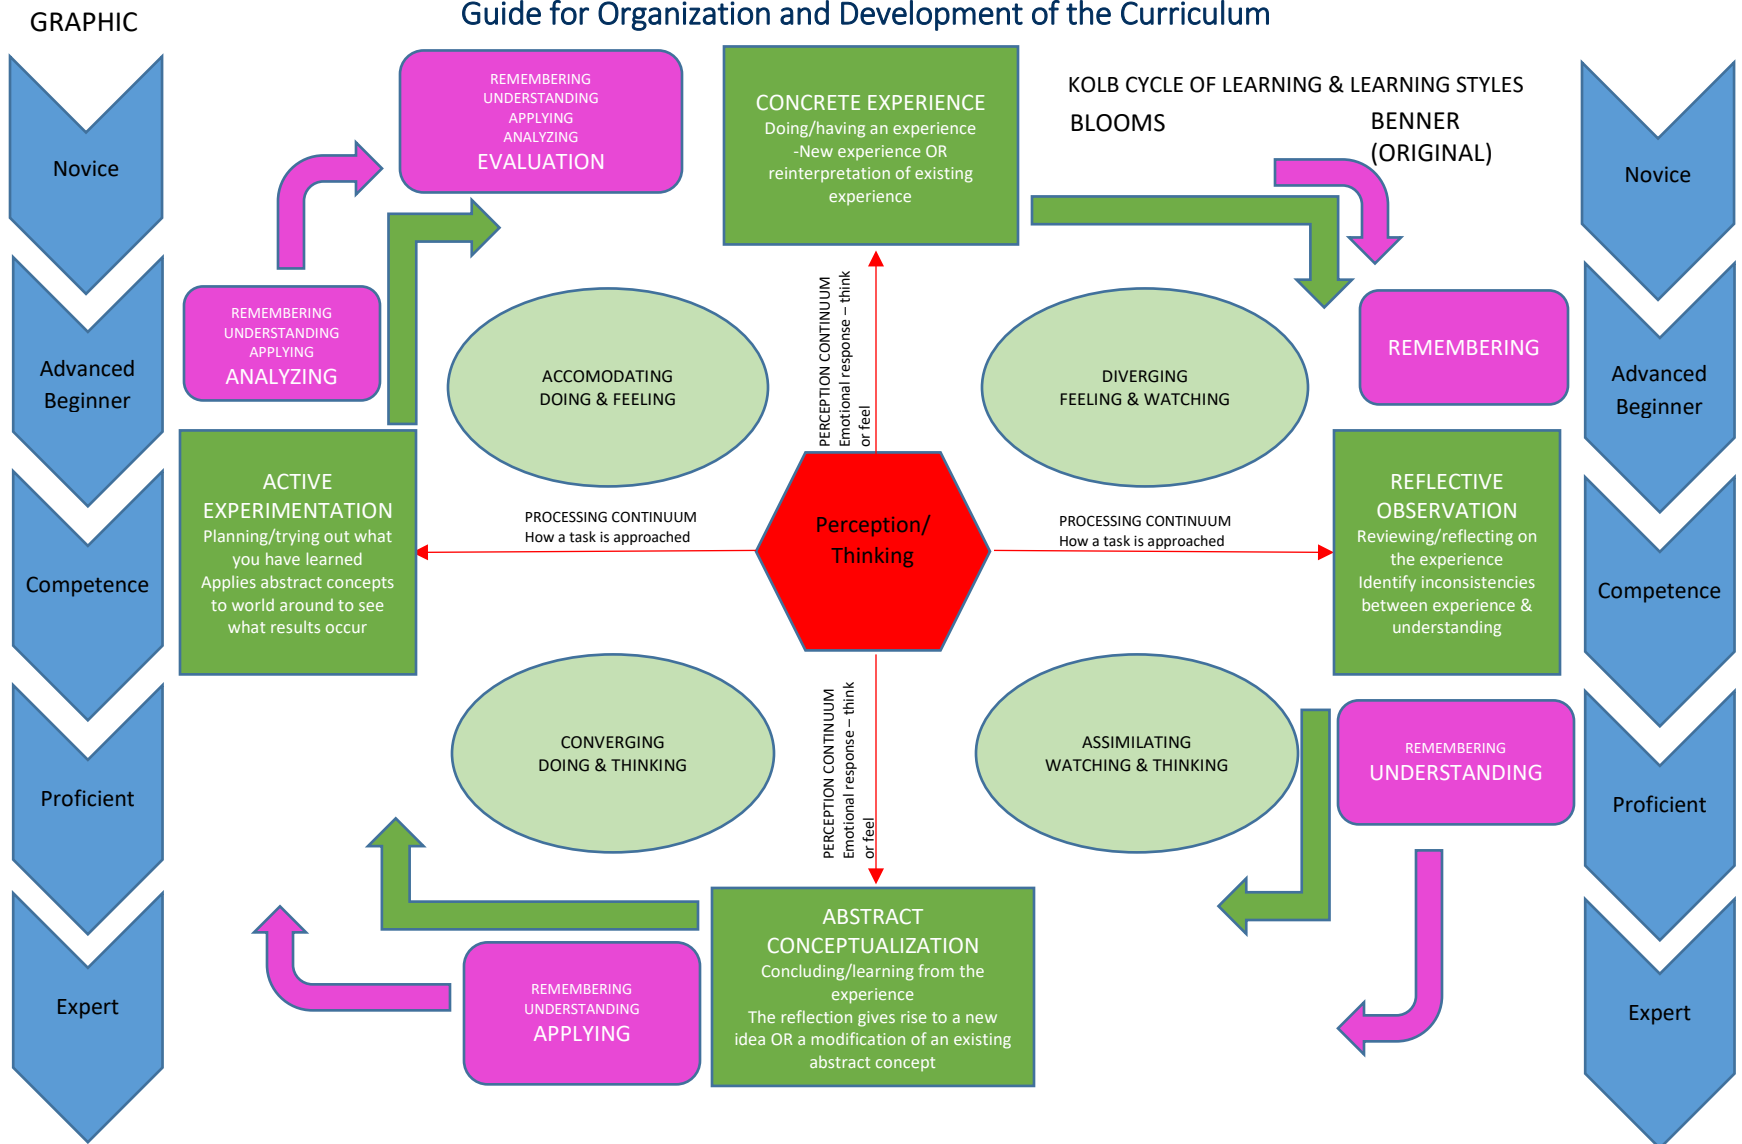 Guide for Organization and Development of the Curriculum
GRAPHIC
KOLB CYCLE OF LEARNING & LEARNING STYLES
BLOOMS
BENNER
(ORIGINAL)
Novice
Advanced
Beginner
Competence
Proficient
Expert
REMEMBERING
UNDERSTANDING
APPLYING
ANALYZING
EVALUATION
CONCRETE EXPERIENCE
Doing/having an experience
-New experience OR
reinterpretation of existing
experience
REMEMBERING
UNDERSTANDING
APPLYING
ANALYZING
ACCOMODATING
DOING & FEELING
PERCEPTION CONTINUUM
Emotional response – think
or feel
DIVERGING
FEELING & WATCHING
REMEMBERING
ACTIVE
EXPERIMENTATION
Planning/trying out what
you have learned
Applies abstract concepts
to world around to see
what results occur
PROCESSING CONTINUUM
How a task is approached
Perception/
Thinking
PROCESSING CONTINUUM
How a task is approached
REFLECTIVE
OBSERVATION
Reviewing/reflecting on
the experience
Identify inconsistencies
between experience &
understanding
CONVERGING
DOING & THINKING
PERCEPTION CONTINUUM
Emotional response – think
or feel
ASSIMILATING
WATCHING & THINKING
REMEMBERING
UNDERSTANDING
REMEMBERING
UNDERSTANDING
APPLYING
ABSTRACT
CONCEPTUALIZATION
Concluding/learning from the
experience
The reflection gives rise to a new
idea OR a modification of an existing
abstract concept
Novice
Advanced
Beginner
Competence
Proficient
Expert